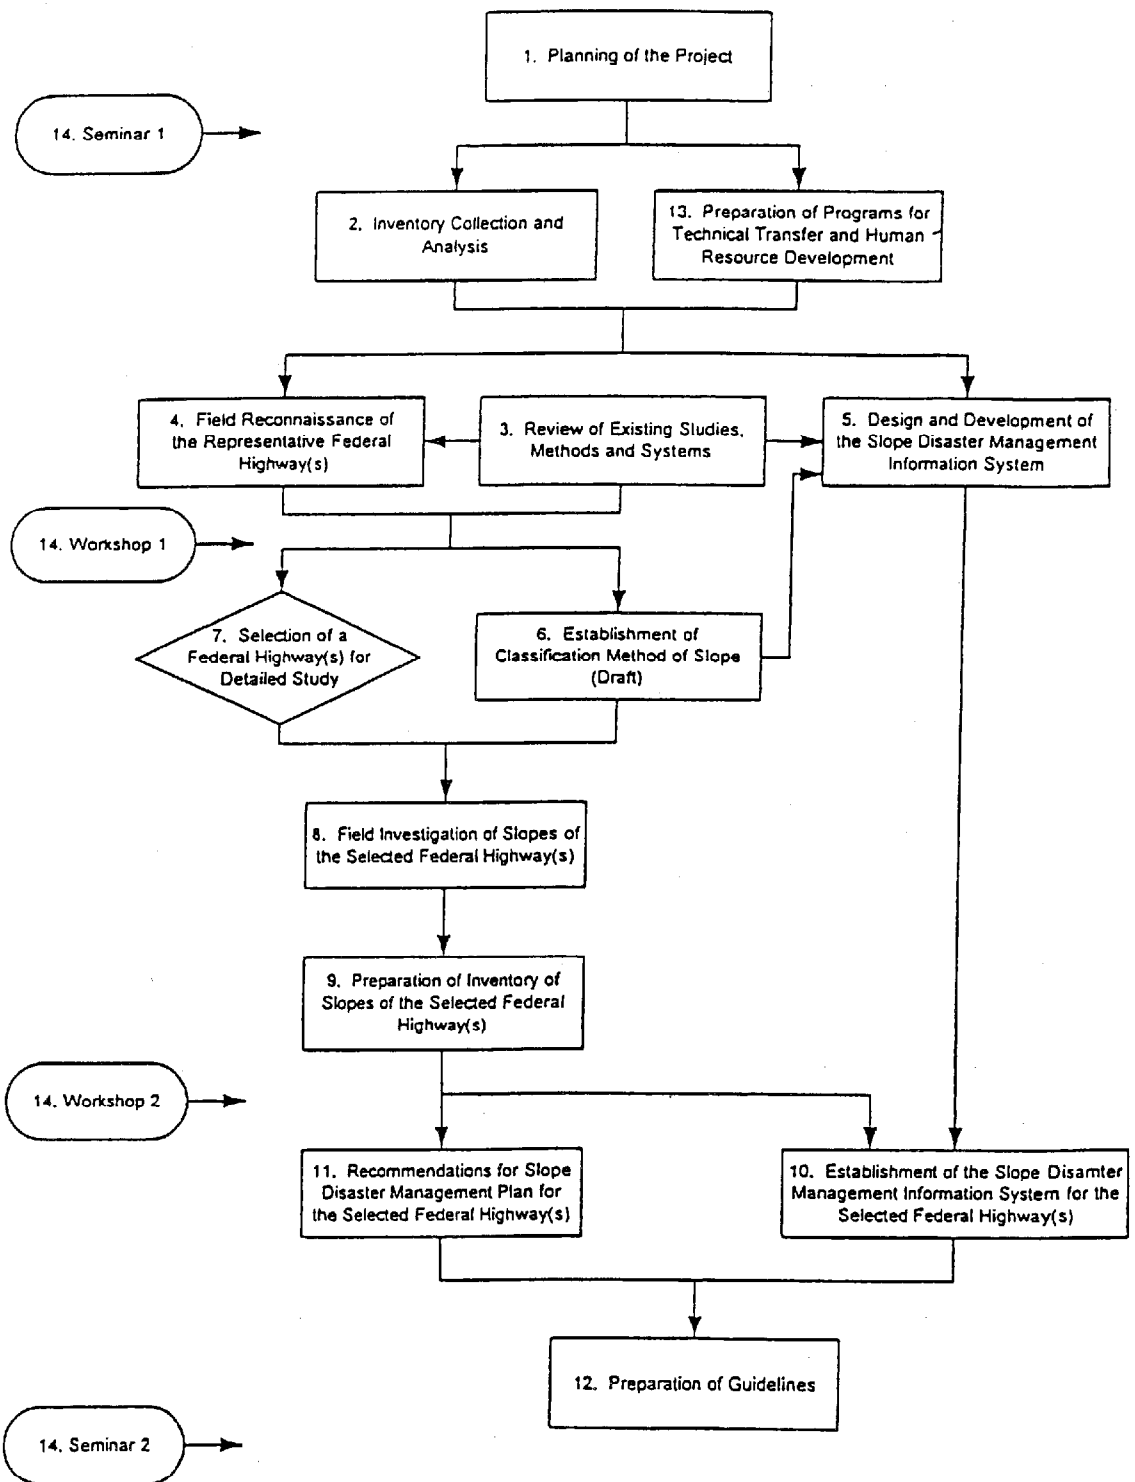 1. Planning of the Project
14. Seminar 1
2. Inventory Collection and
Analysis
13. Preparation of Programs for
Technical Transfer and Human
Resource Development
4. Field Reconnaissance of
the Representative Federal
Highway(s)
3. Review of Existing Studies,
Methods and Systems
5. Design and Development of
the Slope Disaster Management
Information System
14. Workshop 1
7. Selection of a
Federal Highway(s) for
Detailed Study
6. Establishment of
Classification Method of Slope
(Draft)
8. Field Investigation of Slopes of
the Selected Federal Highway(s)
9. Preparation of Inventory of
Slopes of the Selected Federal
Highway(s)
14. Workshop 2
11. Recommendations for Slope
Disaster Management Plan for
the Selected Federal Highway(s)
10. Establishment of the Slope Disamter
Management Information System for the
Selected Federal Highway(s)
12. Preparation of Guidelines
14. Seminar 2